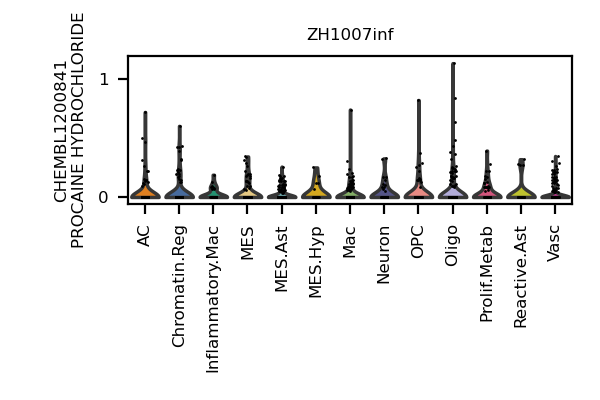 ZH1007inf
CHEMBL1200841
PROCAINE HYDROCHLORIDE
1
0
AC
Chromatin.Reg
Inflammatory.Mac
MES
MES.Ast
MES.Hyp
Mac
Neuron
OPC
Oligo
Prolif.Metab
Reactive.Ast
Vasc